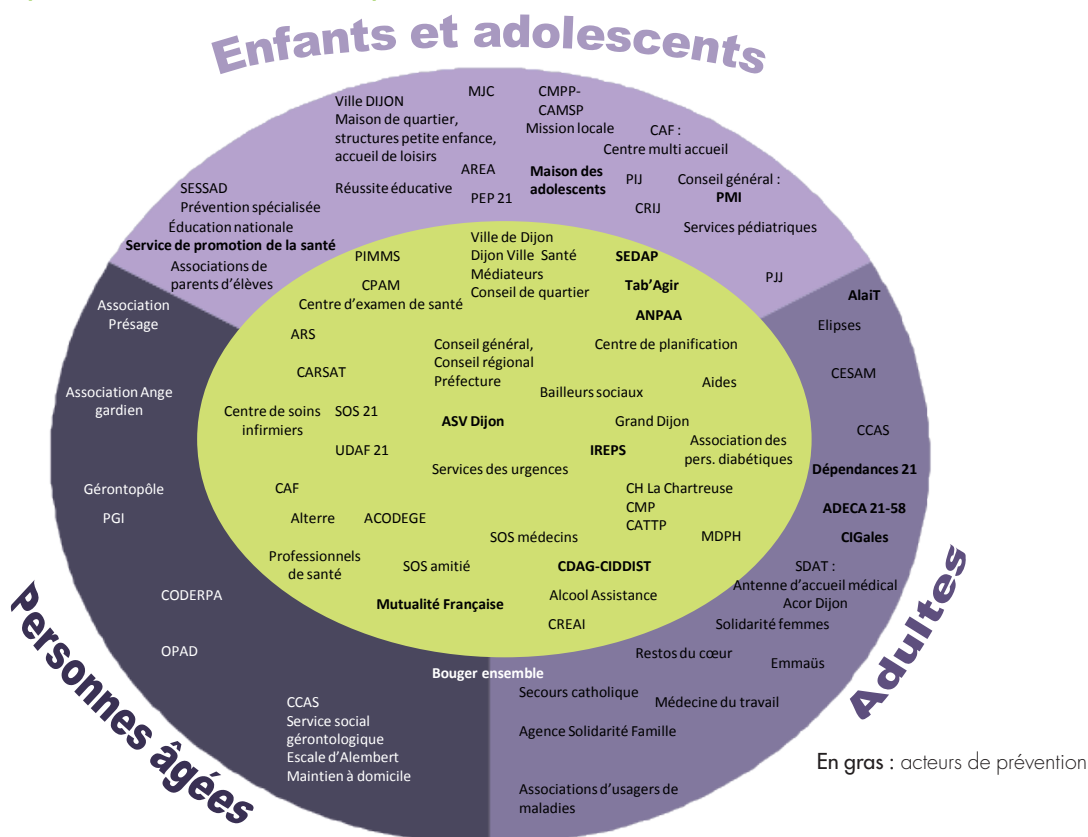 Enfants et adolescents
Ville DIJON
Maison de quartier,
structures petite enfance,
accueil de loisirs
Réussite éducative
MJC
AREA
PEP 21
CMPP-
CAMSP
Mission locale
Maison des
adolescents
CAF :
Centre multi accueil
PIJ
CRIJ
Conseil général :
PMI
Services pédiatriques
PJJ
SESSAD
Prévention spécialisée
Éducation nationale
Service de promotion de la santé
Associations de
parents d'élèves
PIMMS
CPAM
Centre d'examen de santé
Ville de Dijon
Dijon Ville Santé
Médiateurs
Conseil de quartier
SEDAP
Tab'Agir
ANPAA
Centre de planification
ARS
CARSAT
Conseil général,
Conseil régional
Préfecture
Bailleurs sociaux
Aides
Centre de soins
infirmiers
SOS 21
UDAF 21
ASV Dijon
Grand Dijon
IREPS
Association des
pers. diabétiques
Services des urgences
CAF
Alterre
ACODEGE
CH La Chartreuse
CMP
CATTP
MDPH
SOS médecins
Professionnels
de santé
SOS amitié
CDAG-CIDDIST
Mutualité Française
Alcool Assistance
CREAI
Association
Présage
Association Ange
gardien
Gérontopôle
PGI
CODERPA
OPAD
CCAS
Service social
gérontologique
Escale d'Alembert
Maintien à domicile
Personnes âgées
Bouger ensemble
AlaiT
Elipses
CESAM
CCAS
Dépendances 21
ADECA 21-58
CIGales
SDAT :
Antenne d'accueil médical
Acor Dijon
Solidarité femmes
Restos du cœur
Emmaüs
Secours catholique
Médecine du travail
Agence Solidarité Famille
Associations d'usagers de
maladies
Adultes
En gras : acteurs de prévention